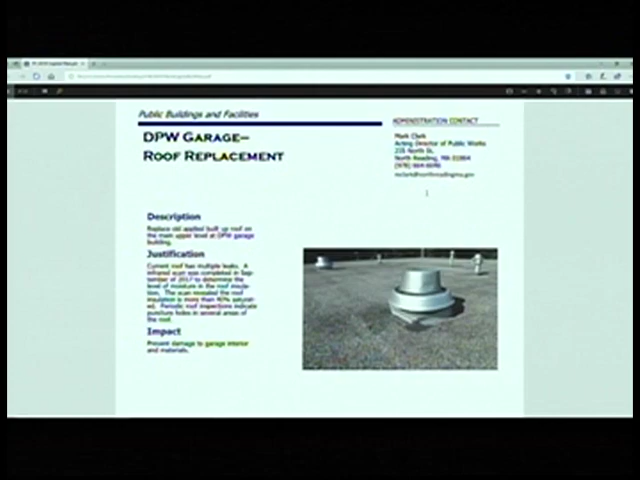 Public Buildings and Facilities
ADMINISTRATION CONTACT
DPW GARAGE–
ROOF REPLACEMENT
Mark Clark
Acting Director of Public Works
235 North St.
North Reading, MA 01864
(978)
mclark@northreadingma.gov
Description
Replace old applied built up roof on
the main upper level at DPW garage
building.
Justification
Current roof has multiple leaks. A
infrared scan was completed in Sep-
tember of 2017 to determine the
level of moisture in the roof insula-
tion. The scan revealed the roof
insulation is more than 90% saturat-
ed. Periodic roof inspections indicate
puncture holes in several areas of
the roof.
Impact
Prevent damage to garage interior
and materials.